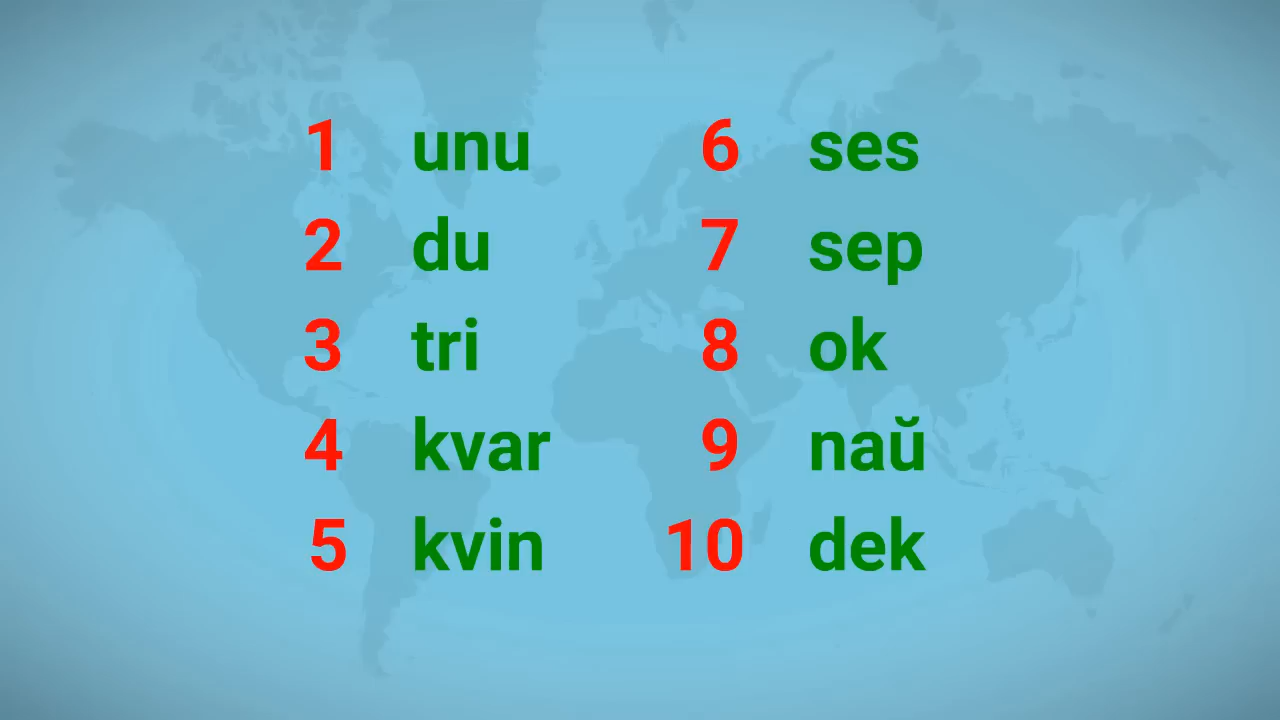 1 unu
2 du
3 tri
4 kvar
5 kvin
6 ses
7 sep
8 ok
9 naŭ
10 dek